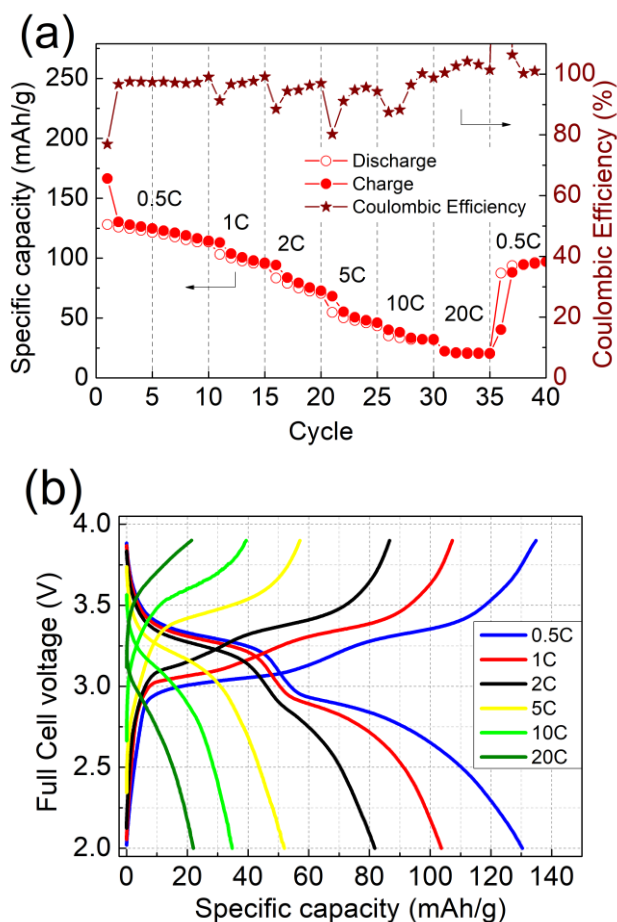 (a)
Specific capacity (mAh/g)
250
200
150
100
50
0
0.5C
1C
2C
5C
10C
20C
0.5C
Discharge
Charge
Coulombic Efficiency
100
80
60
40
20
0
Coulombic Efficiency (%)
0 5 10 15 20 25 30 35 40
Cycle
(b)
Full Cell voltage (V)
4.0
3.5
3.0
2.5
2.0
0.5C
1C
2C
5C
10C
20C
0 20 40 60 80 100 120 140
Specific capacity (mAh/g)